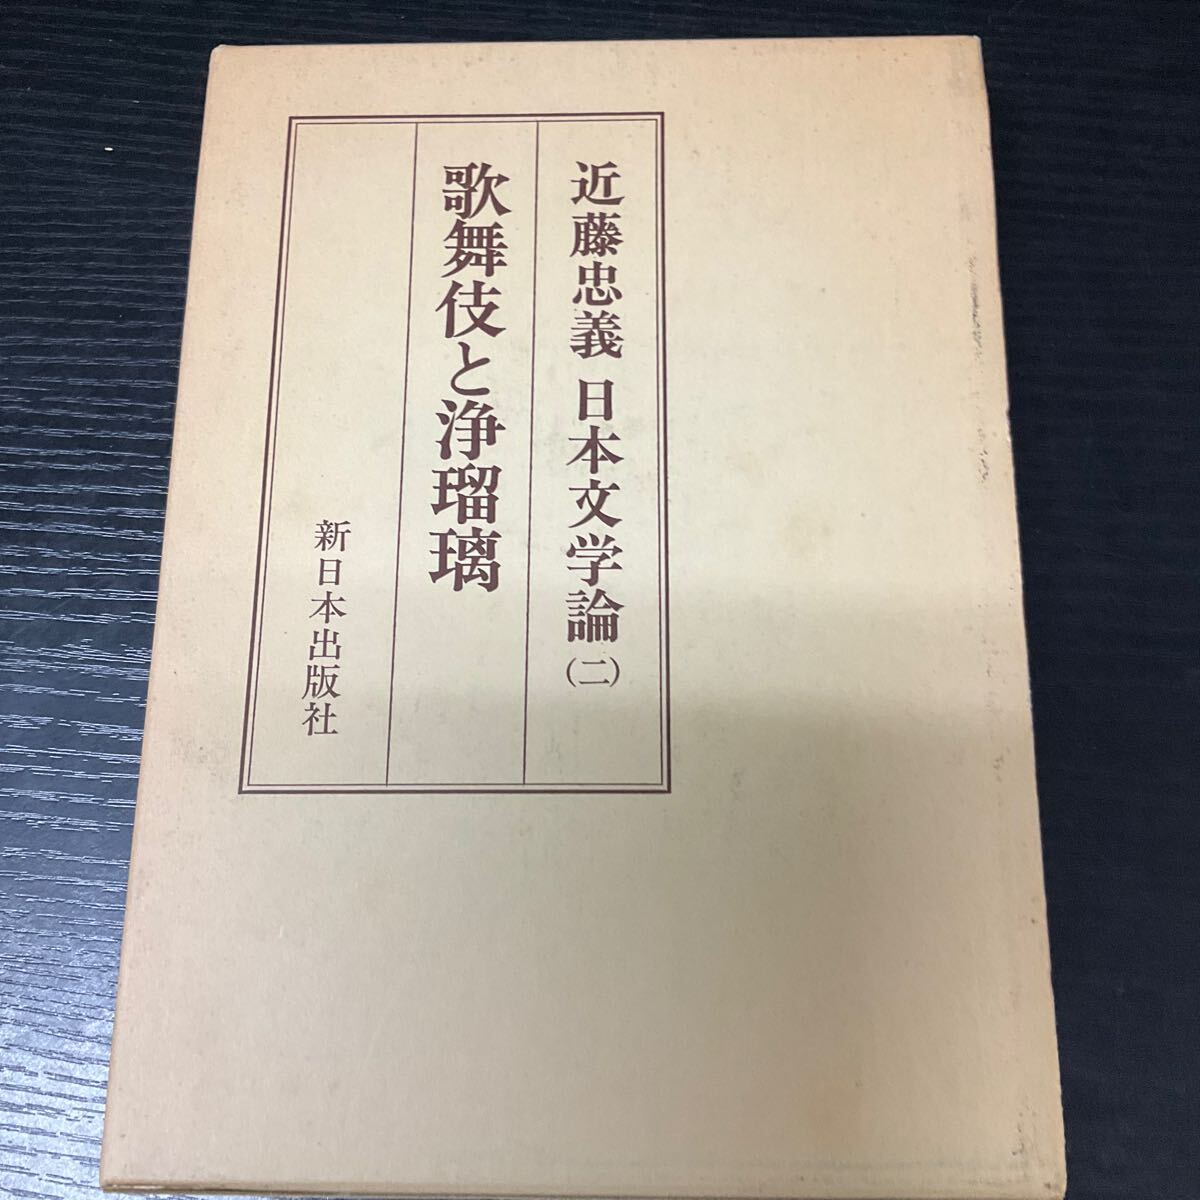 近藤忠義 日本文学論(二)
歌舞伎と浄瑠璃
新日本出版社